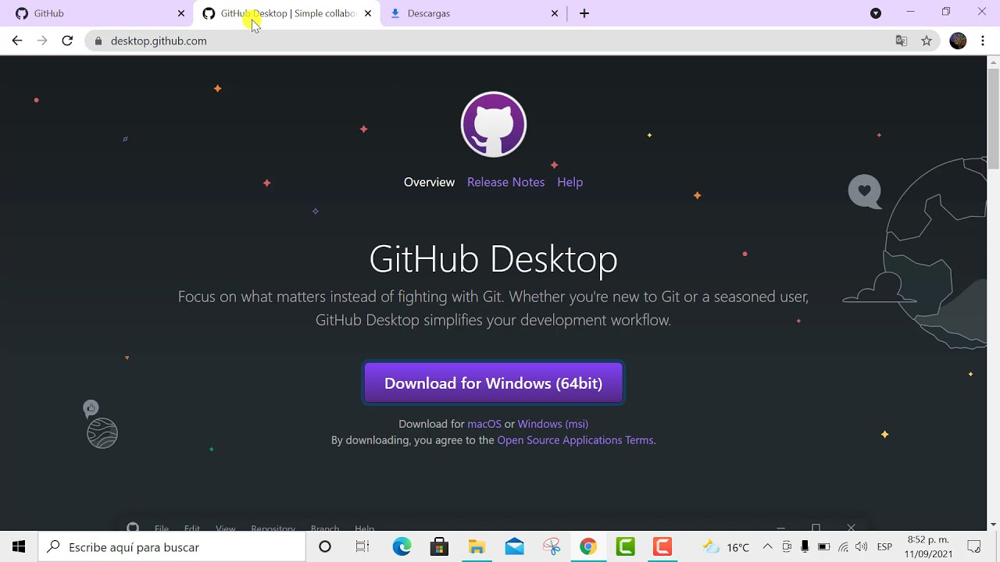 GitHub
GitHub Desktop | Simple collabo
Descargas
desktop.github.com
Overview Release Notes Help
GitHub Desktop
Focus on what matters instead of fighting with Git. Whether you're new to Git or a seasoned user,
GitHub Desktop simplifies your development workflow.
Download for Windows (64bit)
Download for macOS or Windows (msi)
By downloading, you agree to the Open Source Applications Terms.
File Edit View Repository Branch Help
Escribe aquí para buscar
16°C
ESP
8:52 p. m.
11/09/2021